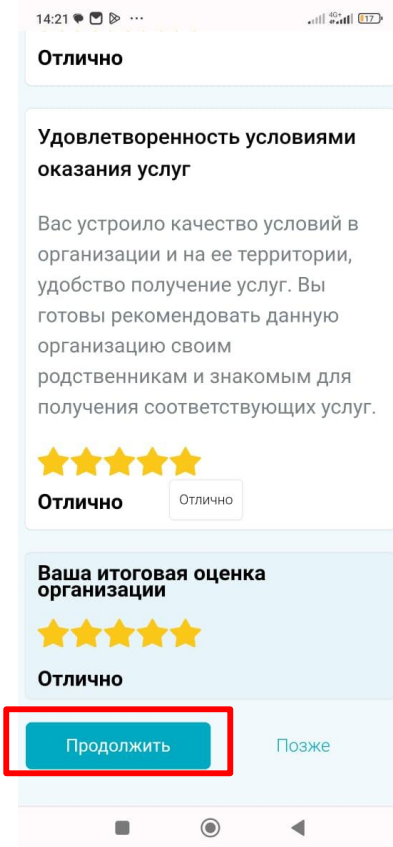 14:21
4G+
17
Отлично
Удовлетворенность условиями
оказания услуг
Вас устроило качество условий в
организации и на ее территории,
удобство получение услуг. Вы
готовы рекомендовать данную
организацию своим
родственникам и знакомым для
получения соответствующих услуг.
Отлично
Отлично
Ваша итоговая оценка
организации
Отлично
Продолжить
Позже